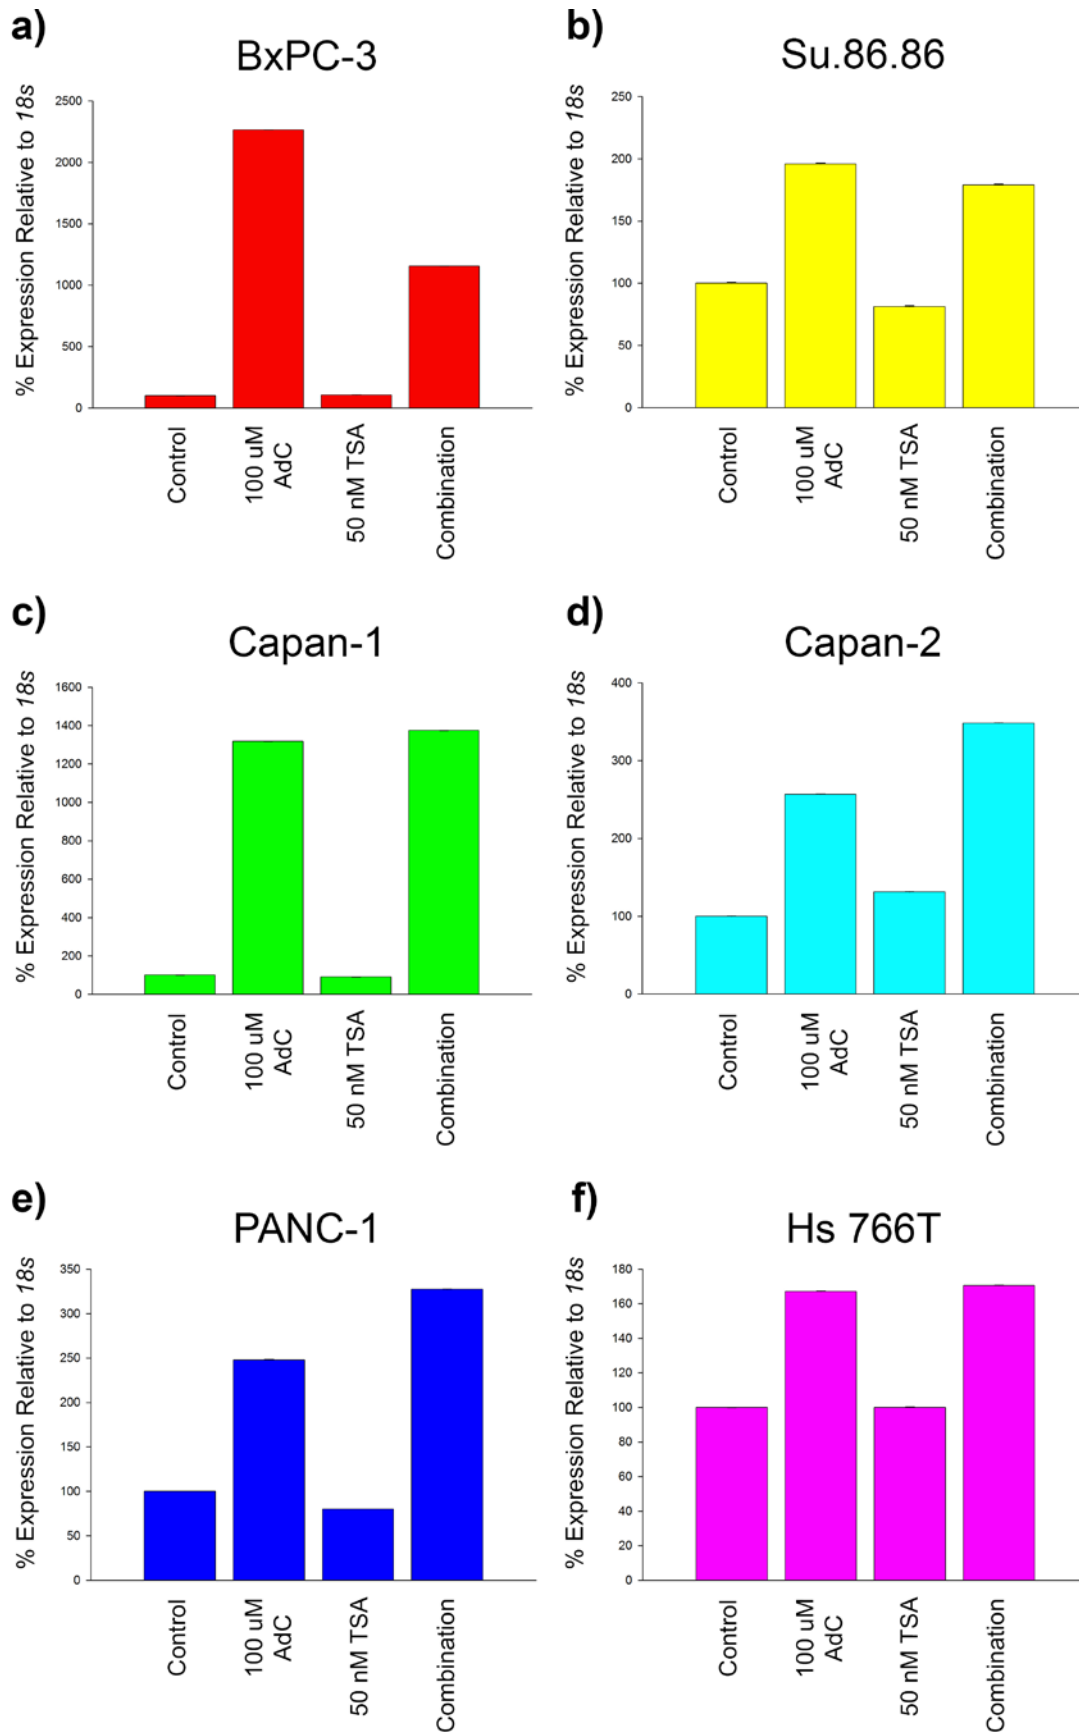 a)
BxPC-3
% Expression Relative to 18s
2500
2000
1500
1000
500
0
Control
100 uM
AdC
50 nM TSA
Combination
b)
Su.86.86
% Expression Relative to 18s
250
200
150
100
50
0
Control
100 uM
AdC
50 nM TSA
Combination
c)
Capan-1
% Expression Relative to 18s
1600
1400
1200
1000
800
600
400
200
0
Control
100 uM
AdC
50 nM TSA
Combination
d)
Capan-2
% Expression Relative to 18s
400
300
200
100
0
Control
100 uM
AdC
50 nM TSA
Combination
e)
PANC-1
% Expression Relative to 18s
350
300
250
200
150
100
50
0
Control
100 uM
AdC
50 nM TSA
Combination
f)
Hs 766T
% Expression Relative to 18s
180
160
140
120
100
80
60
40
20
0
Control
100 uM
AdC
50 nM TSA
Combination